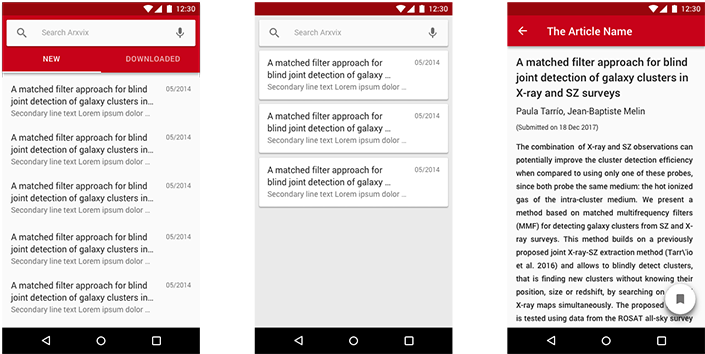 12:30
Search Arxvix
NEW DOWNLOADED
A matched filter approach for blind 05/2014
joint detection of galaxy clusters in...
Secondary line text Lorem ipsum dolor ...
A matched filter approach for blind 05/2014
joint detection of galaxy clusters in...
Secondary line text Lorem ipsum dolor ...
A matched filter approach for blind 05/2014
joint detection of galaxy clusters in...
Secondary line text Lorem ipsum dolor ...
A matched filter approach for blind 05/2014
joint detection of galaxy clusters in...
Secondary line text Lorem ipsum dolor ...
A matched filter approach for blind 05/2014
joint detection of galaxy clusters in...
Secondary line text Lorem ipsum dolor ...
12:30
Search Arxvix
A matched filter approach for 05/2014
blind joint detection of galaxy ...
Secondary line text Lorem ipsum dolor ...
A matched filter approach for 05/2014
blind joint detection of galaxy ...
Secondary line text Lorem ipsum dolor ...
A matched filter approach for 05/2014
blind joint detection of galaxy ...
Secondary line text Lorem ipsum dolor ...
12:30
The Article Name
A matched filter approach for blind
joint detection of galaxy clusters in
X-ray and SZ surveys
Paula Tarrío, Jean-Baptiste Melin
(Submitted on 18 Dec 2017)
The combination of X-ray and SZ observations can
potentially improve the cluster detection efficiency
when compared to using only one of these probes,
since both probe the same medium: the hot ionized
gas of the intra-cluster medium. We present a
method based on matched multifrequency filters
(MMF) for detecting galaxy clusters from SZ and X-
ray surveys. This method builds on a previously
proposed joint X-ray-SZ extraction method (Tarr\'io
et al. 2016) and allows to blindly detect clusters,
that is finding new clusters without knowing their
position, size or redshift, by searching on
X-ray maps simultaneously. The proposed
is tested using data from the ROSAT all-sky survey